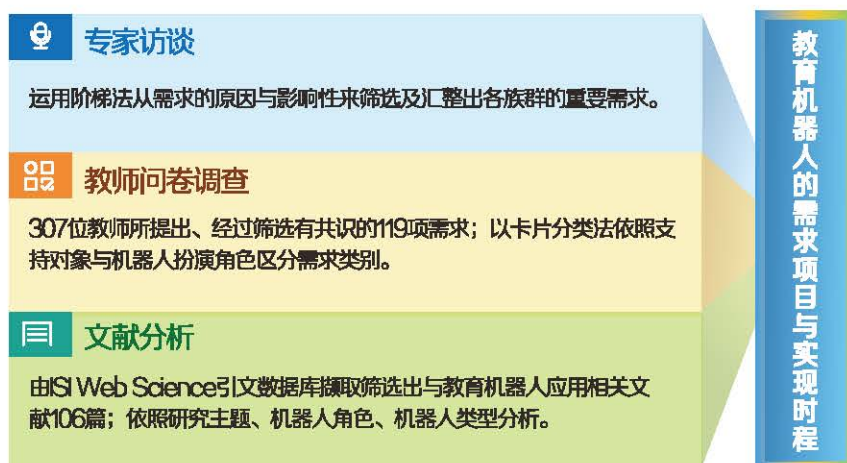 专家访谈
运用阶梯法从需求的原因与影响性来筛选及汇整出各族群的重要需求。
教师问卷调查
307位教师所提出、经过筛选有共识的119项需求；以卡片分类法依照支
持对象与机器人扮演角色区分需求类别。
文献分析
由ISI Web Science引文数据库撷取筛选出与教育机器人应用相关文
献106篇；依照研究主题、机器人角色、机器人类型分析。
教育机器人的需求项目与实现时程